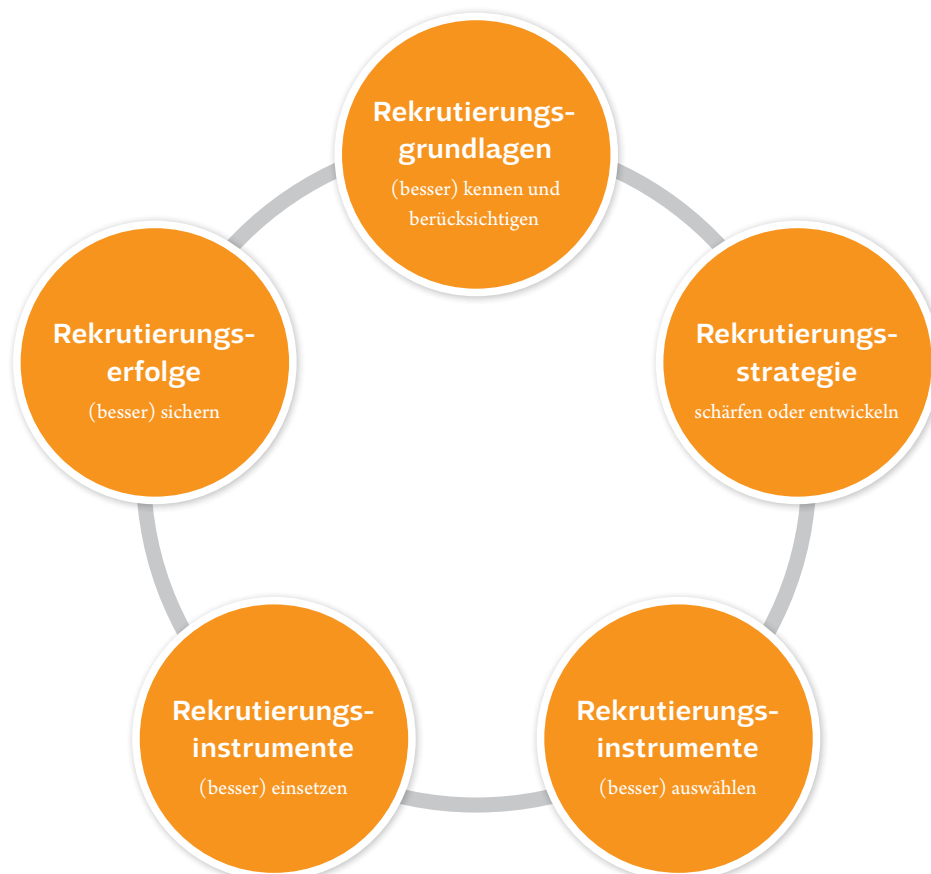 Rekrutierungs-
grundlagen
(besser) kennen und
berücksichtigen
Rekrutierungs-
strategie
schärfen oder entwickeln
Rekrutierungs-
instrumente
(besser) auswählen
Rekrutierungs-
instrumente
(besser) einsetzen
Rekrutierungs-
erfolge
(besser) sichern